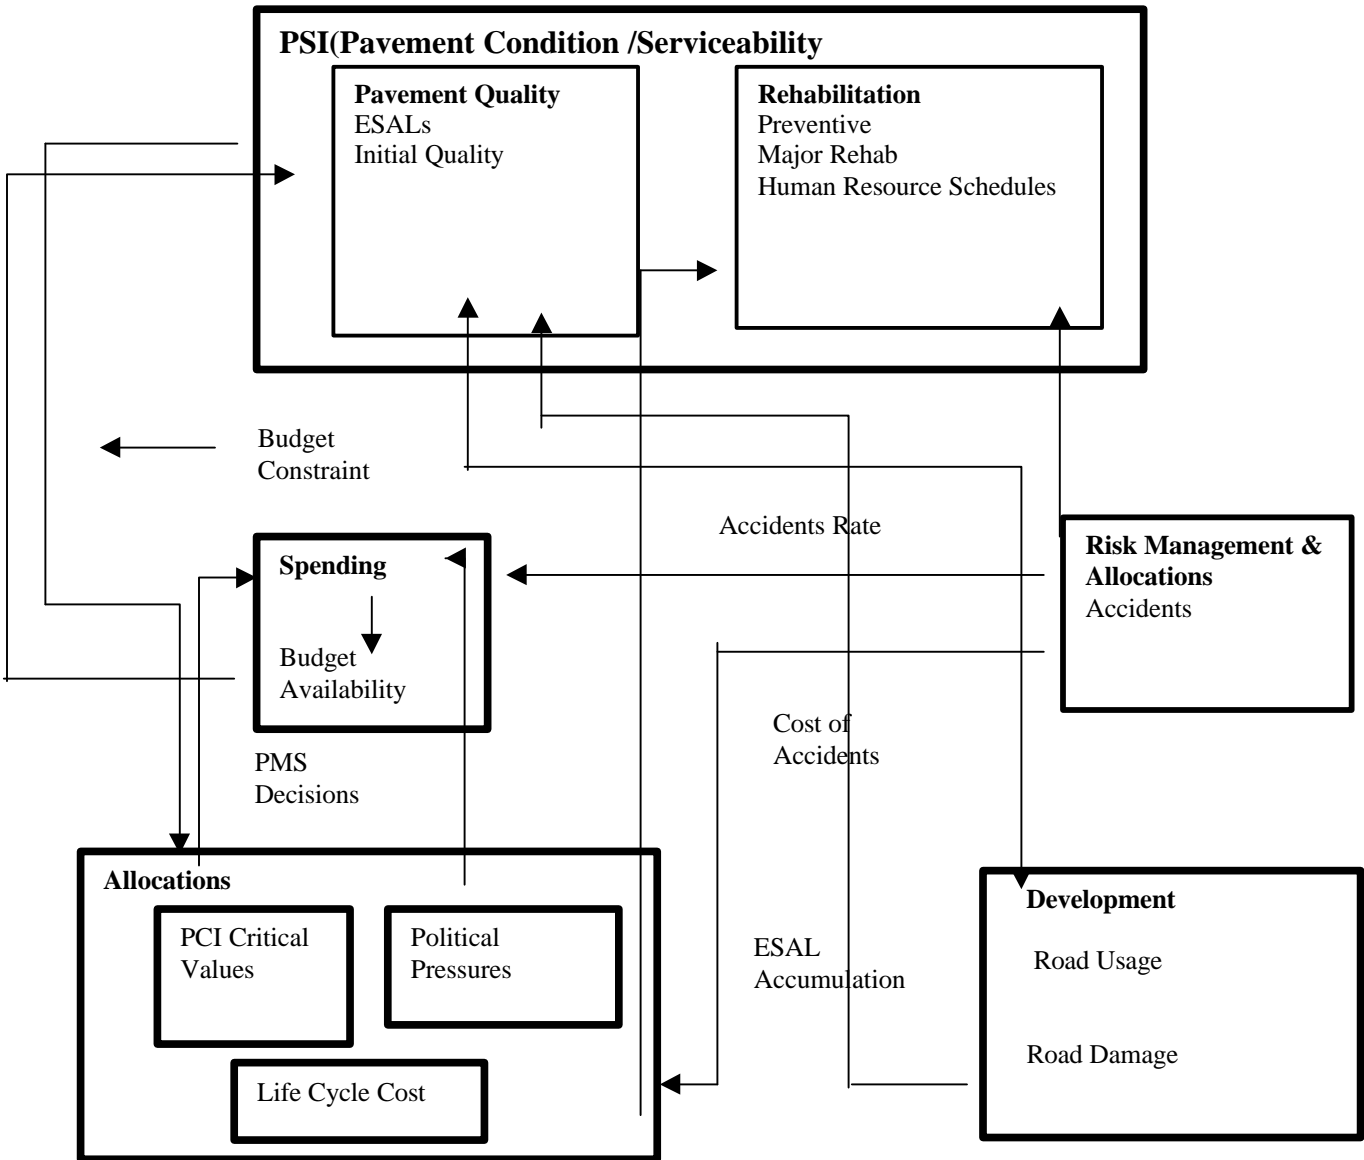 PSI(Pavement Condition /Serviceability
Pavement Quality
ESALs
Initial Quality
Rehabilitation
Preventive
Major Rehab
Human Resource Schedules
Budget
Constraint
Accidents Rate
Risk Management &
Allocations
Accidents
Spending
Budget
Availability
Cost of
Accidents
PMS
Decisions
Allocations
PCI Critical
Values
Political
Pressures
Life Cycle Cost
ESAL
Accumulation
Development
Road Usage
Road Damage